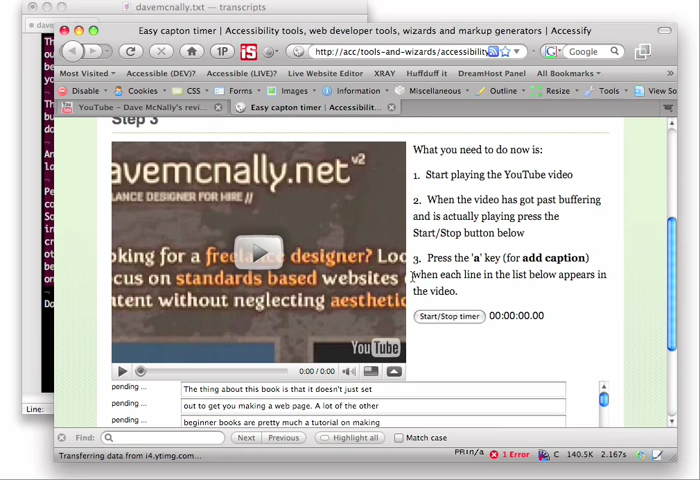 davemcnally.txt — transcripts
Easy capton timer | Accessibility tools, web developer tools, wizards and markup generators | Accessify
1P
http://acc/tools-and-wizards/accessibility
Google
Most Visited
Accessible (DEV)?
Accessible (LIVE)?
Live Website Editor
XRAY
Huffduff it
DreamHost Panel
All Bookmarks
Disable
Cookies
CSS
Forms
Images
Information
Miscellaneous
Outline
Resize
Tools
YouTube - Dave McNally's revi...
Easy capton timer | Accessibilit...
Step 3
avemcnally.net v2
LANCE DESIGNER FOR HIRE //
oking for a freelance designer? Loo
cus on standards based websites
ntent without neglecting aesthetic
YouTube
0:00 / 0:00
What you need to do now is:
1. Start playing the YouTube video
2. When the video has got past buffering
and is actually playing press the
Start/Stop button below
3. Press the 'a' key (for add caption)
when each line in the list below appears in
the video.
Start/Stop timer 00:00:00.00
pending ... The thing about this book is that it doesn't just set
pending ... out to get you making a web page. A lot of the other
pending ... beginner books are pretty much a tutorial on making
Line:
Find:
Next
Previous
Highlight all
Match case
Transferring data from i4.ytimg.com...
PR:n/a
1 Error
140.5K
2.167s